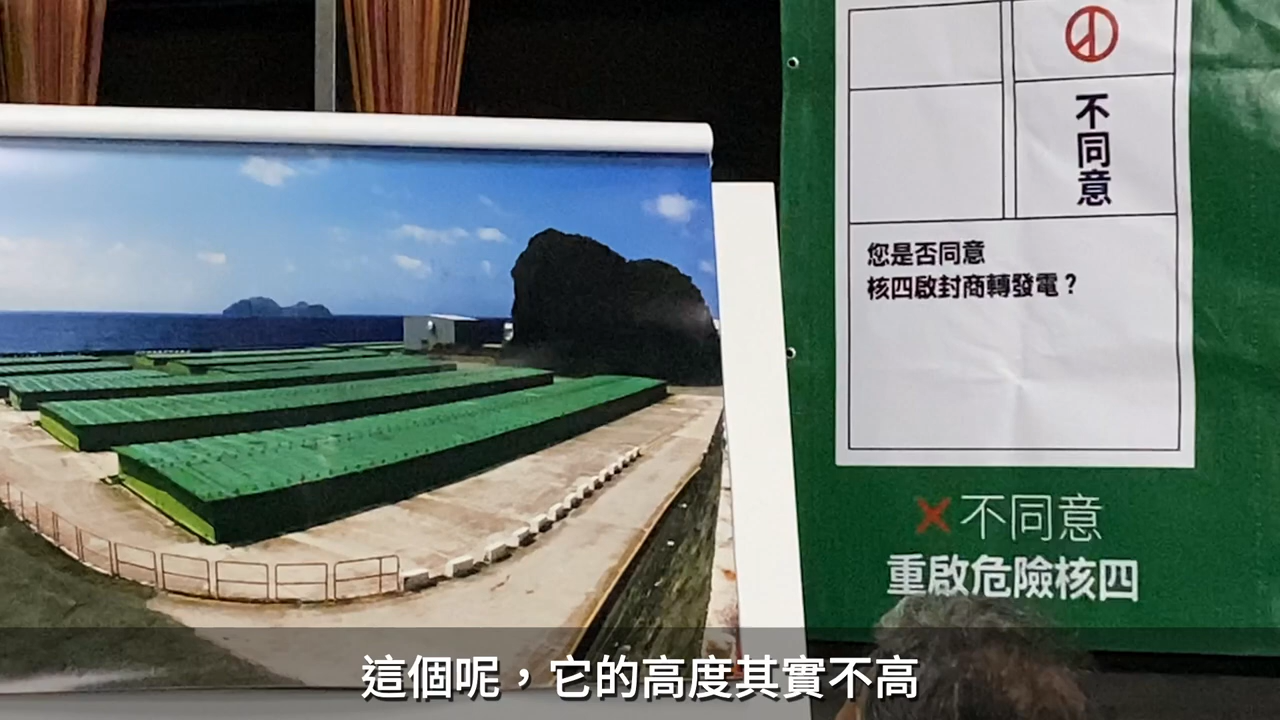 不同意
您是否同意
核四啟封商轉發電？
不同意
重啟危險核四
這個呢，它的高度其實不高